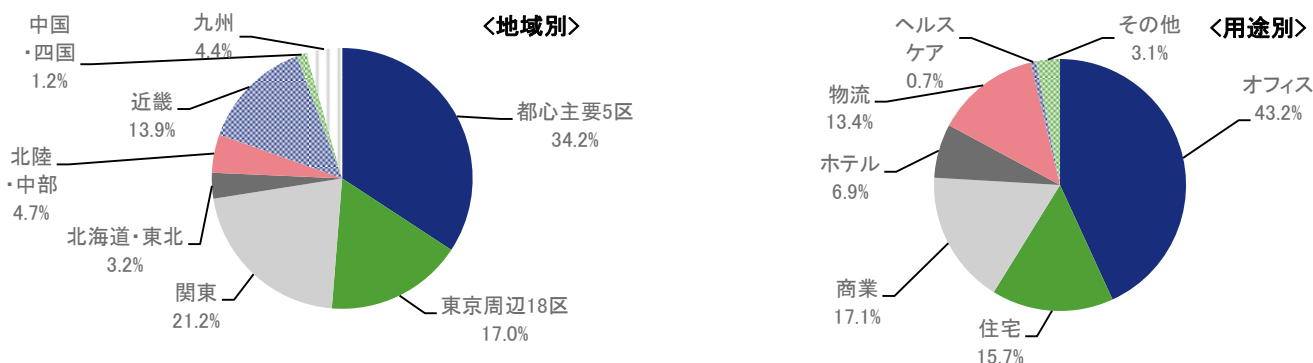 <地域別>
中国
・四国
1.2%
九州
4.4%
近畿
13.9%
北陸
・中部
4.7%
北海道・東北
3.2%
関東
21.2%
都心主要5区
34.2%
東京周辺18区
17.0%
<用途別>
ヘルス
ケア
0.7%
その他
3.1%
物流
13.4%
ホテル
6.9%
商業
17.1%
住宅
15.7%
オフィス
43.2%